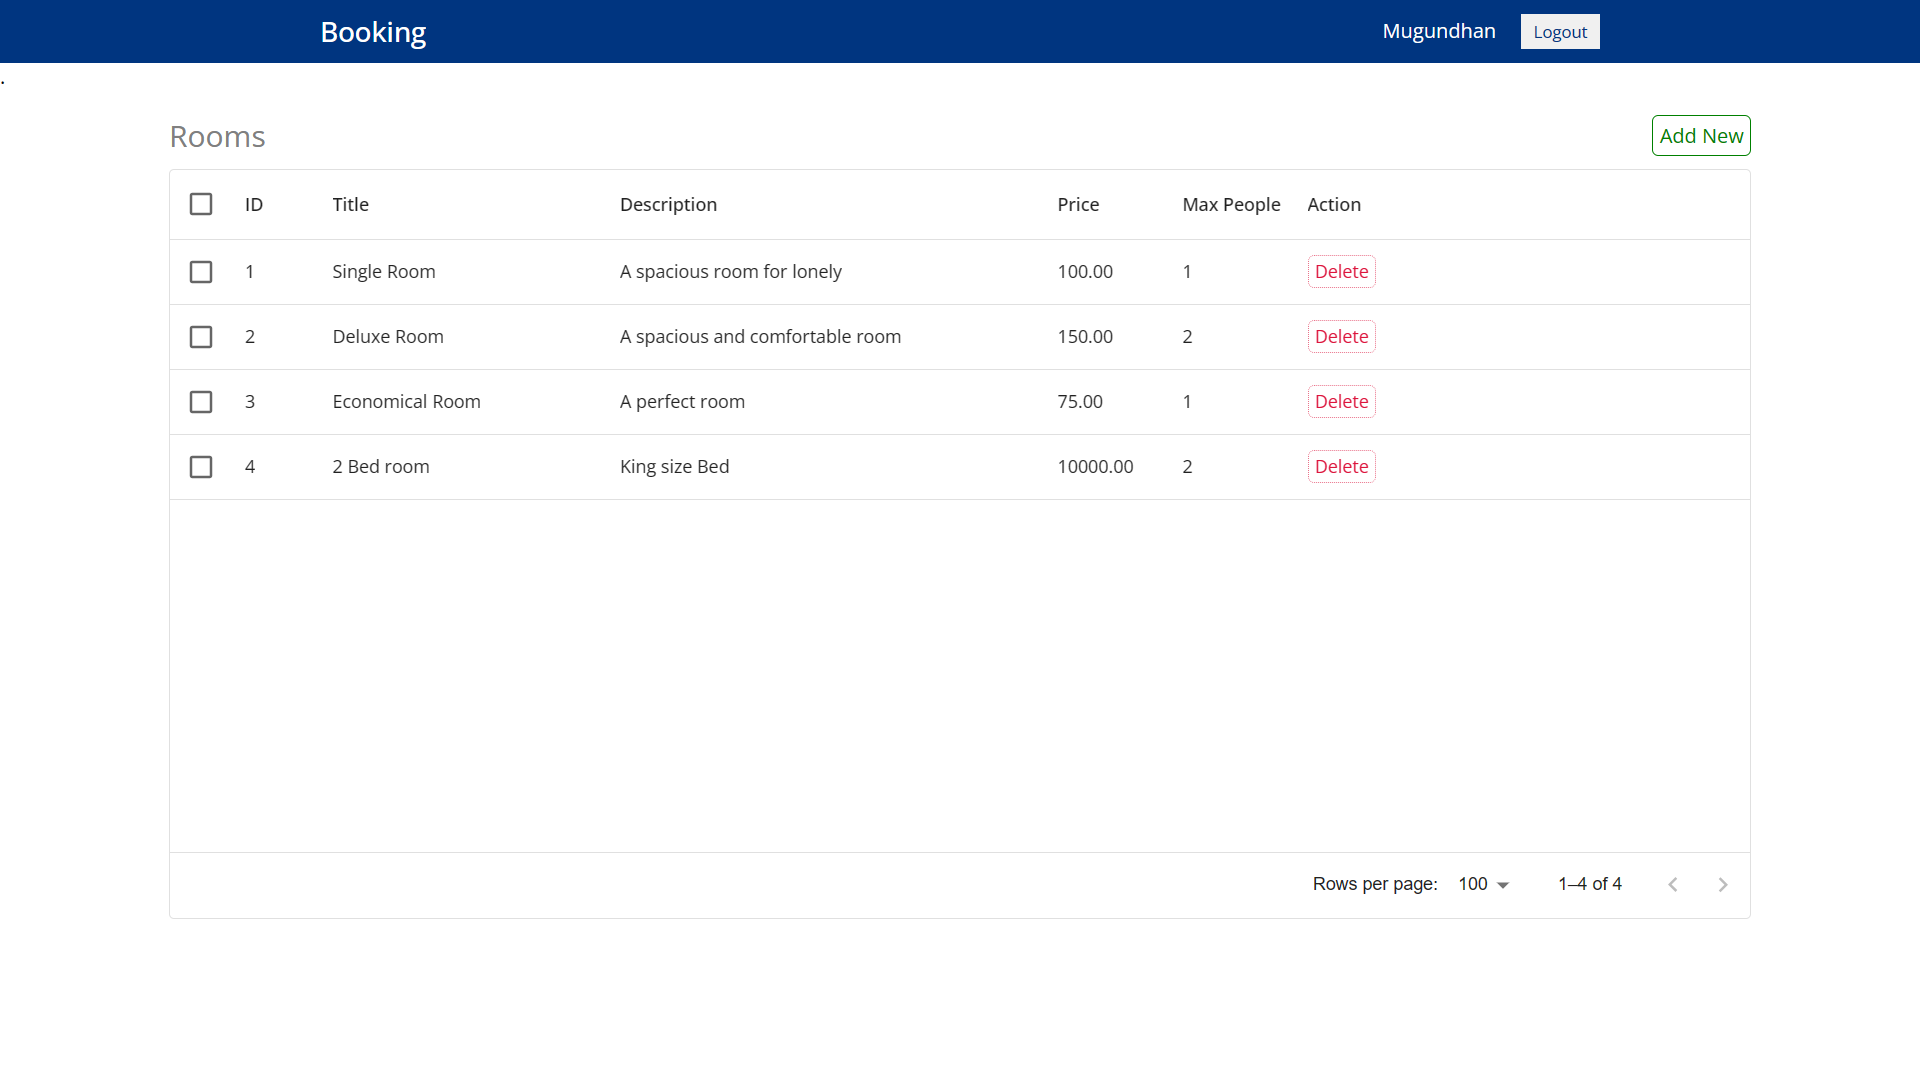 Booking Mugundhan Logout
.
Rooms Add New
ID Title Description Price Max People Action
1 Single Room A spacious room for lonely 100.00 1 Delete
2 Deluxe Room A spacious and comfortable room 150.00 2 Delete
3 Economical Room A perfect room 75.00 1 Delete
4 2 Bed room King size Bed 10000.00 2 Delete
Rows per page: 100 1–4 of 4